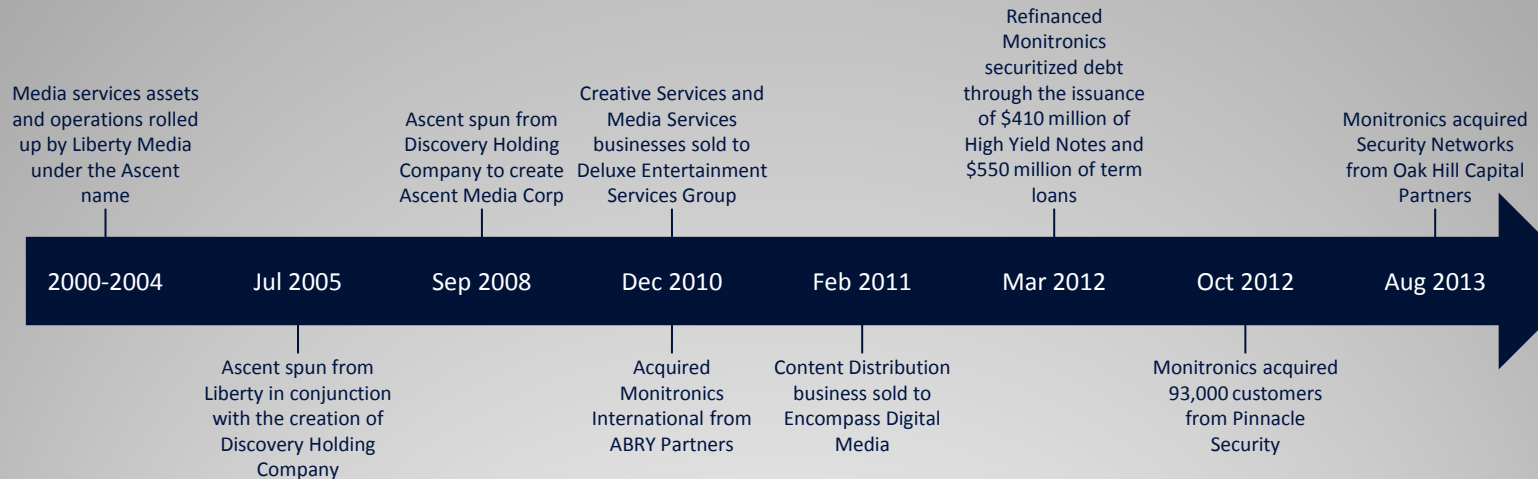 Media services assets
and operations rolled
up by Liberty Media
under the Ascent
name
Ascent spun from
Discovery Holding
Company to create
Ascent Media Corp
Creative Services and
Media Services
businesses sold to
Deluxe Entertainment
Services Group
Refinanced
Monitronics
securitized debt
through the issuance
of $410 million of
High Yield Notes and
$550 million of term
loans
Monitronics acquired
Security Networks
from Oak Hill Capital
Partners
2000-2004
Jul 2005
Sep 2008
Dec 2010
Feb 2011
Mar 2012
Oct 2012
Aug 2013
Ascent spun from
Liberty in conjunction
with the creation of
Discovery Holding
Company
Acquired
Monitronics
International from
ABRY Partners
Content Distribution
business sold to
Encompass Digital
Media
Monitronics acquired
93,000 customers
from Pinnacle
Security